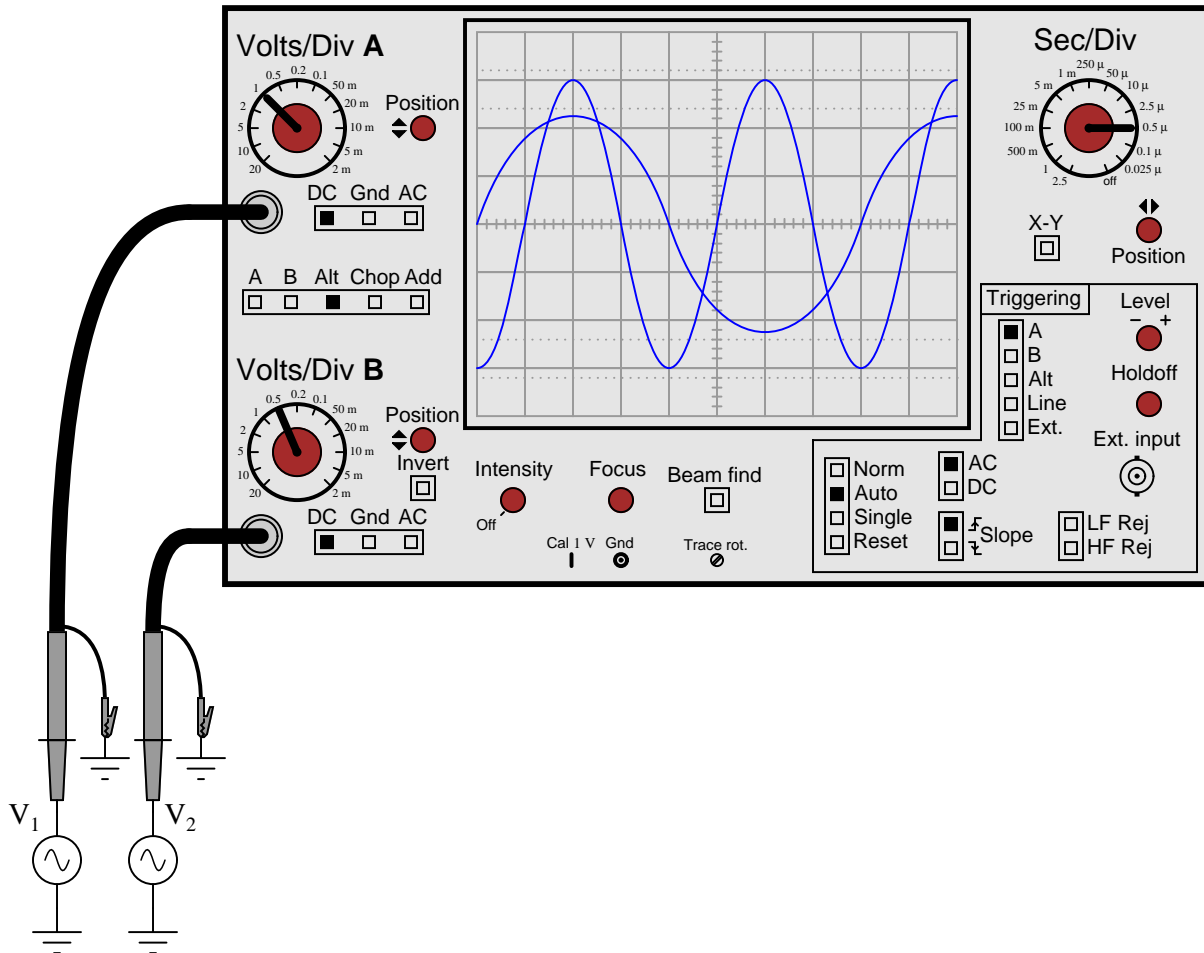 Volts/Div A
20 10 5 2 1 0.5 0.2 0.1 50 m 20 m 10 m 5 m 2 m
Position
DC Gnd AC
A B Alt Chop Add
Volts/Div B
20 10 5 2 1 0.5 0.2 0.1 50 m 20 m 10 m 5 m 2 m
Position
Invert
DC Gnd AC
Intensity
Off
Focus
Beam find
Cal 1 V Gnd
Trace rot.
Sec/Div
2.5 1 500 m 100 m 25 m 5 m 1 m 250 µ 50 µ 10 µ 2.5 µ 0.5 µ 0.1 µ 0.025 µ off
X-Y
Position
Triggering
A
B
Alt
Line
Ext.
Level
− +
Holdoff
Ext. input
Norm
Auto
Single
Reset
AC
DC
Slope
LF Rej
HF Rej
V1
V2